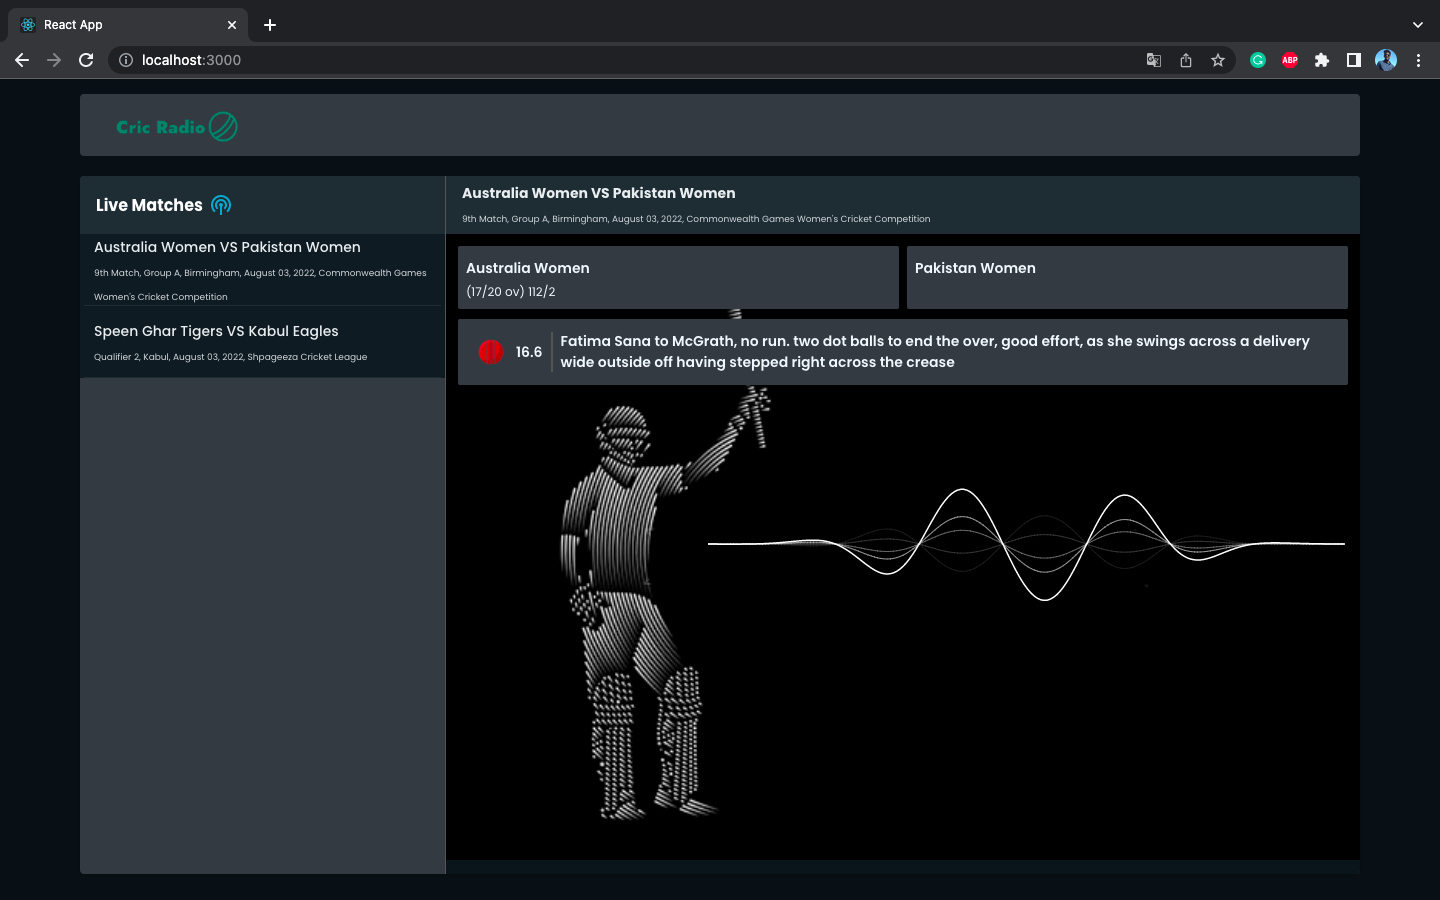 React App
localhost:3000
ABP
Cric Radio
Live Matches
Australia Women VS Pakistan Women
9th Match, Group A, Birmingham, August 03, 2022, Commonwealth Games
Women's Cricket Competition
Speen Ghar Tigers VS Kabul Eagles
Qualifier 2, Kabul, August 03, 2022, Shpageeza Cricket League
Australia Women VS Pakistan Women
9th Match, Group A, Birmingham, August 03, 2022, Commonwealth Games Women's Cricket Competition
Australia Women
(17/20 ov) 112/2
Pakistan Women
16.6
Fatima Sana to McGrath, no run. two dot balls to end the over, good effort, as she swings across a delivery
wide outside off having stepped right across the crease